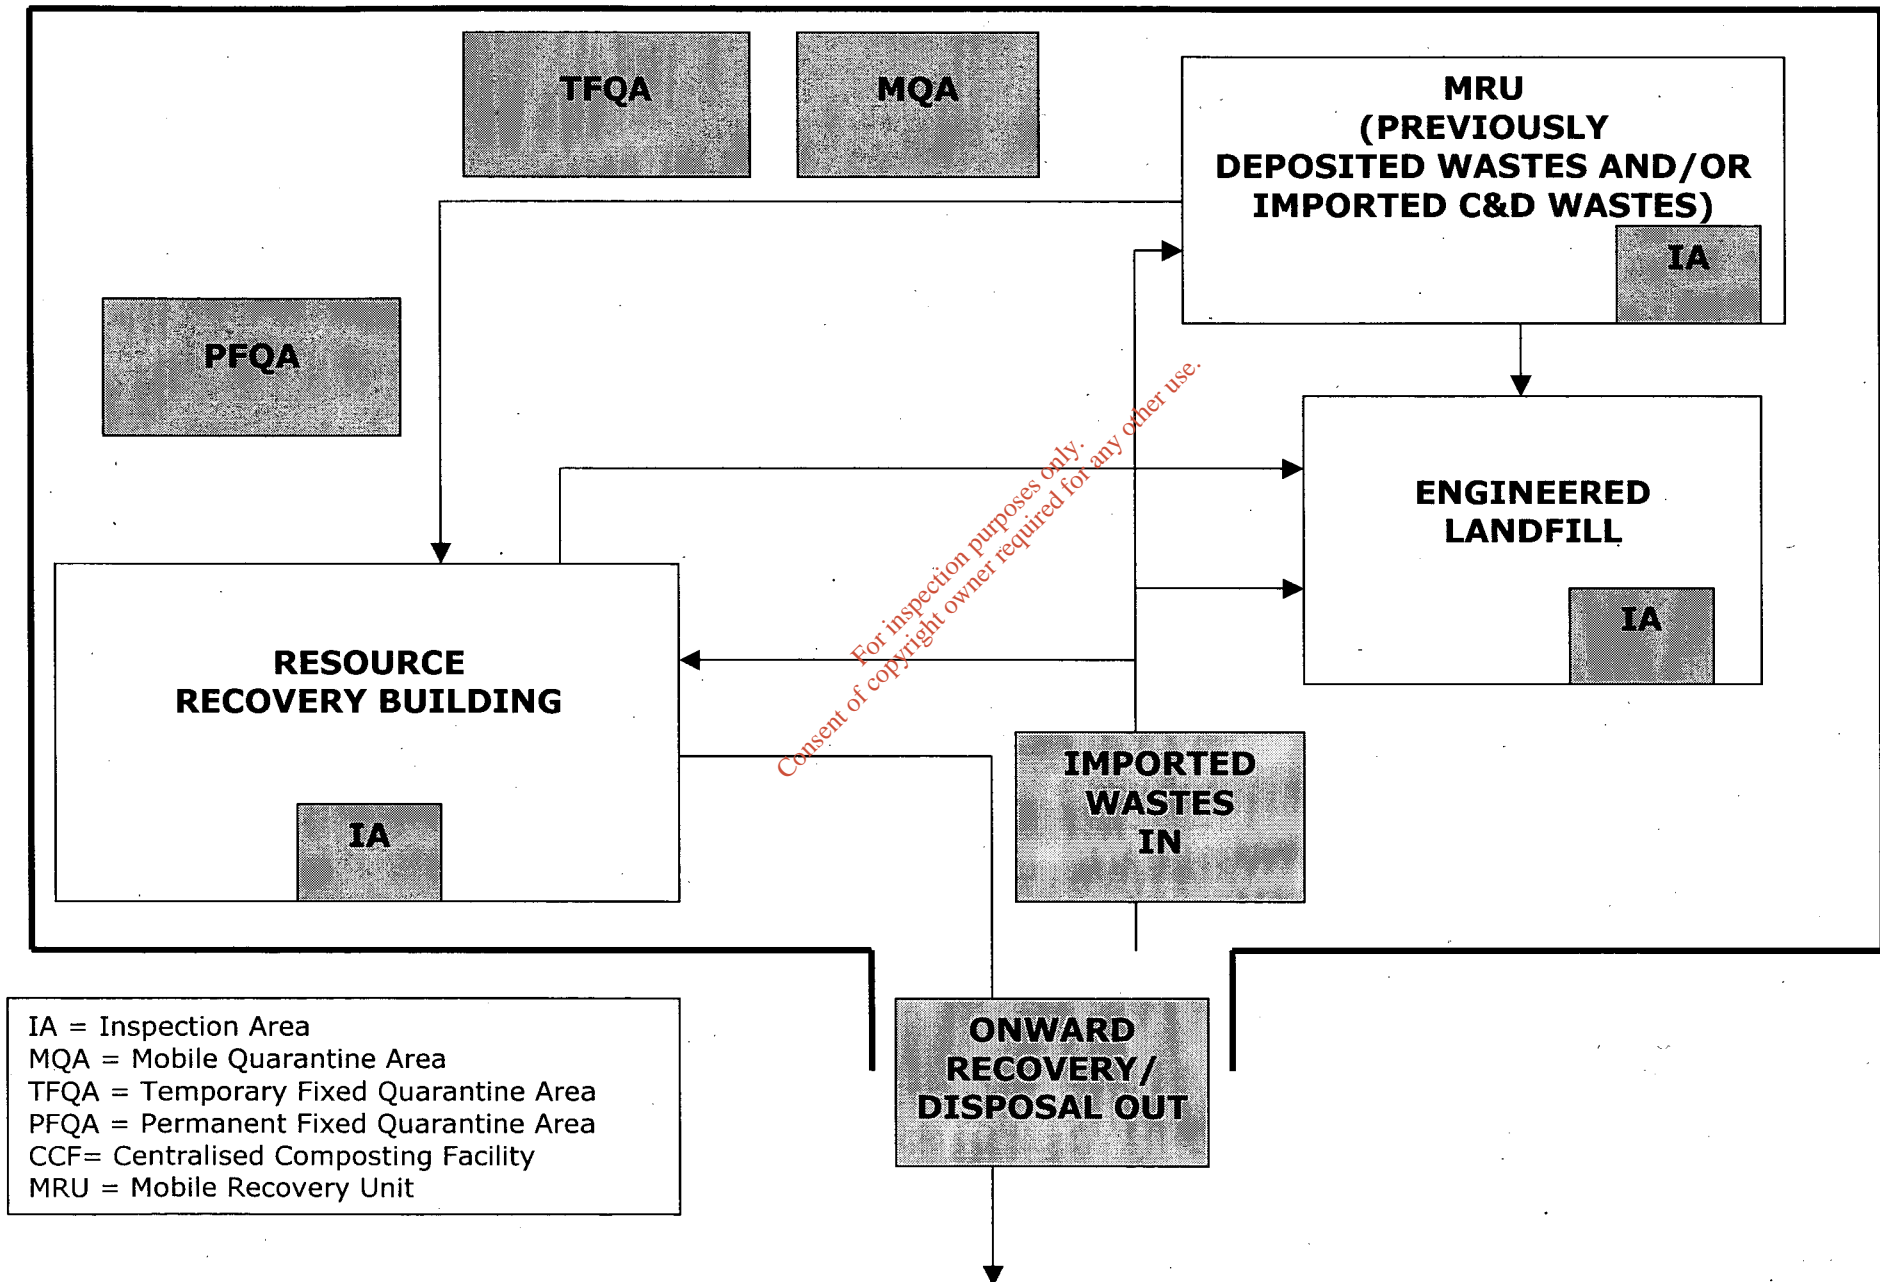 TFQA
MQA
MRU
(PREVIOUSLY
DEPOSITED WASTES AND/OR
IMPORTED C&D WASTES)
IA
PFQA
For inspection purposes only.
Consent of copyright owner required for any other use.
ENGINEERED
LANDFILL
IA
RESOURCE
RECOVERY BUILDING
IA
IMPORTED
WASTES
IN
ONWARD
RECOVERY/
DISPOSAL OUT
IA = Inspection Area
MQA = Mobile Quarantine Area
TFQA = Temporary Fixed Quarantine Area
PFQA = Permanent Fixed Quarantine Area
CCF= Centralised Composting Facility
MRU = Mobile Recovery Unit